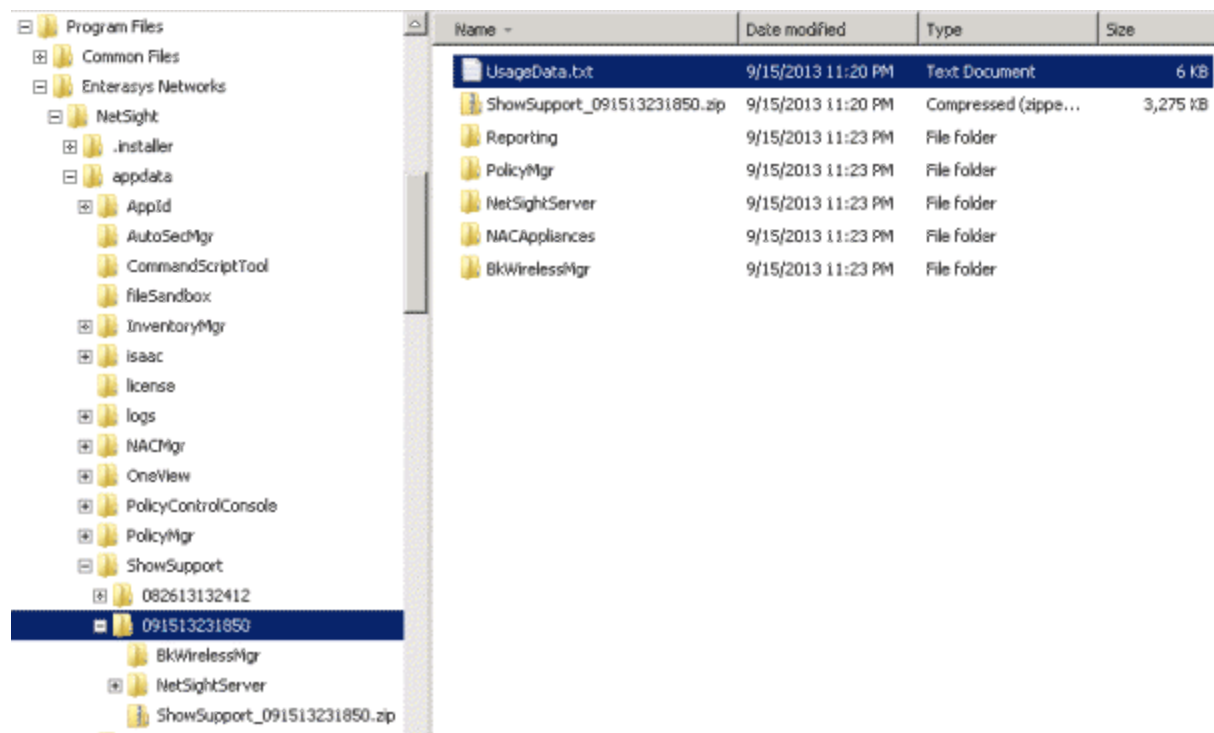 Program Files
Common Files
Enterasys Networks
NetSight
.installer
appdata
AppId
AutoSecMgr
CommandScriptTool
fileSandbox
InventoryMgr
isaac
license
logs
NACMgr
OneView
PolicyControlConsole
PolicyMgr
ShowSupport
082613132412
091513231850
BkWirelessMgr
NetSightServer
ShowSupport_091513231850.zip
Name Date modified Type Size
UsageData.txt 9/15/2013 11:20 PM Text Document 6 KB
ShowSupport_091513231850.zip 9/15/2013 11:20 PM Compressed (zippe... 3,275 KB
Reporting 9/15/2013 11:23 PM File folder
PolicyMgr 9/15/2013 11:23 PM File folder
NetSightServer 9/15/2013 11:23 PM File folder
NACAppliances 9/15/2013 11:23 PM File folder
BkWirelessMgr 9/15/2013 11:23 PM File folder